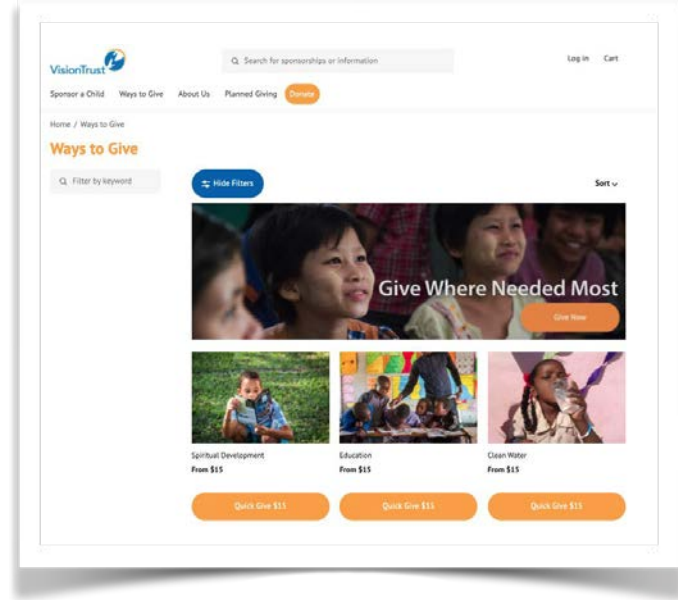 VisionTrust
Search for sponsorships or information
Log in Cart
Sponsor a Child Ways to Give About Us Planned Giving Donate
Home / Ways to Give
Ways to Give
Filter by keyword
Hide Filters
Sort
Give Where Needed Most
Give Now
Spiritual Development
From $15
Quick Give $15
Education
From $15
Quick Give $15
Clean Water
From $15
Quick Give $15